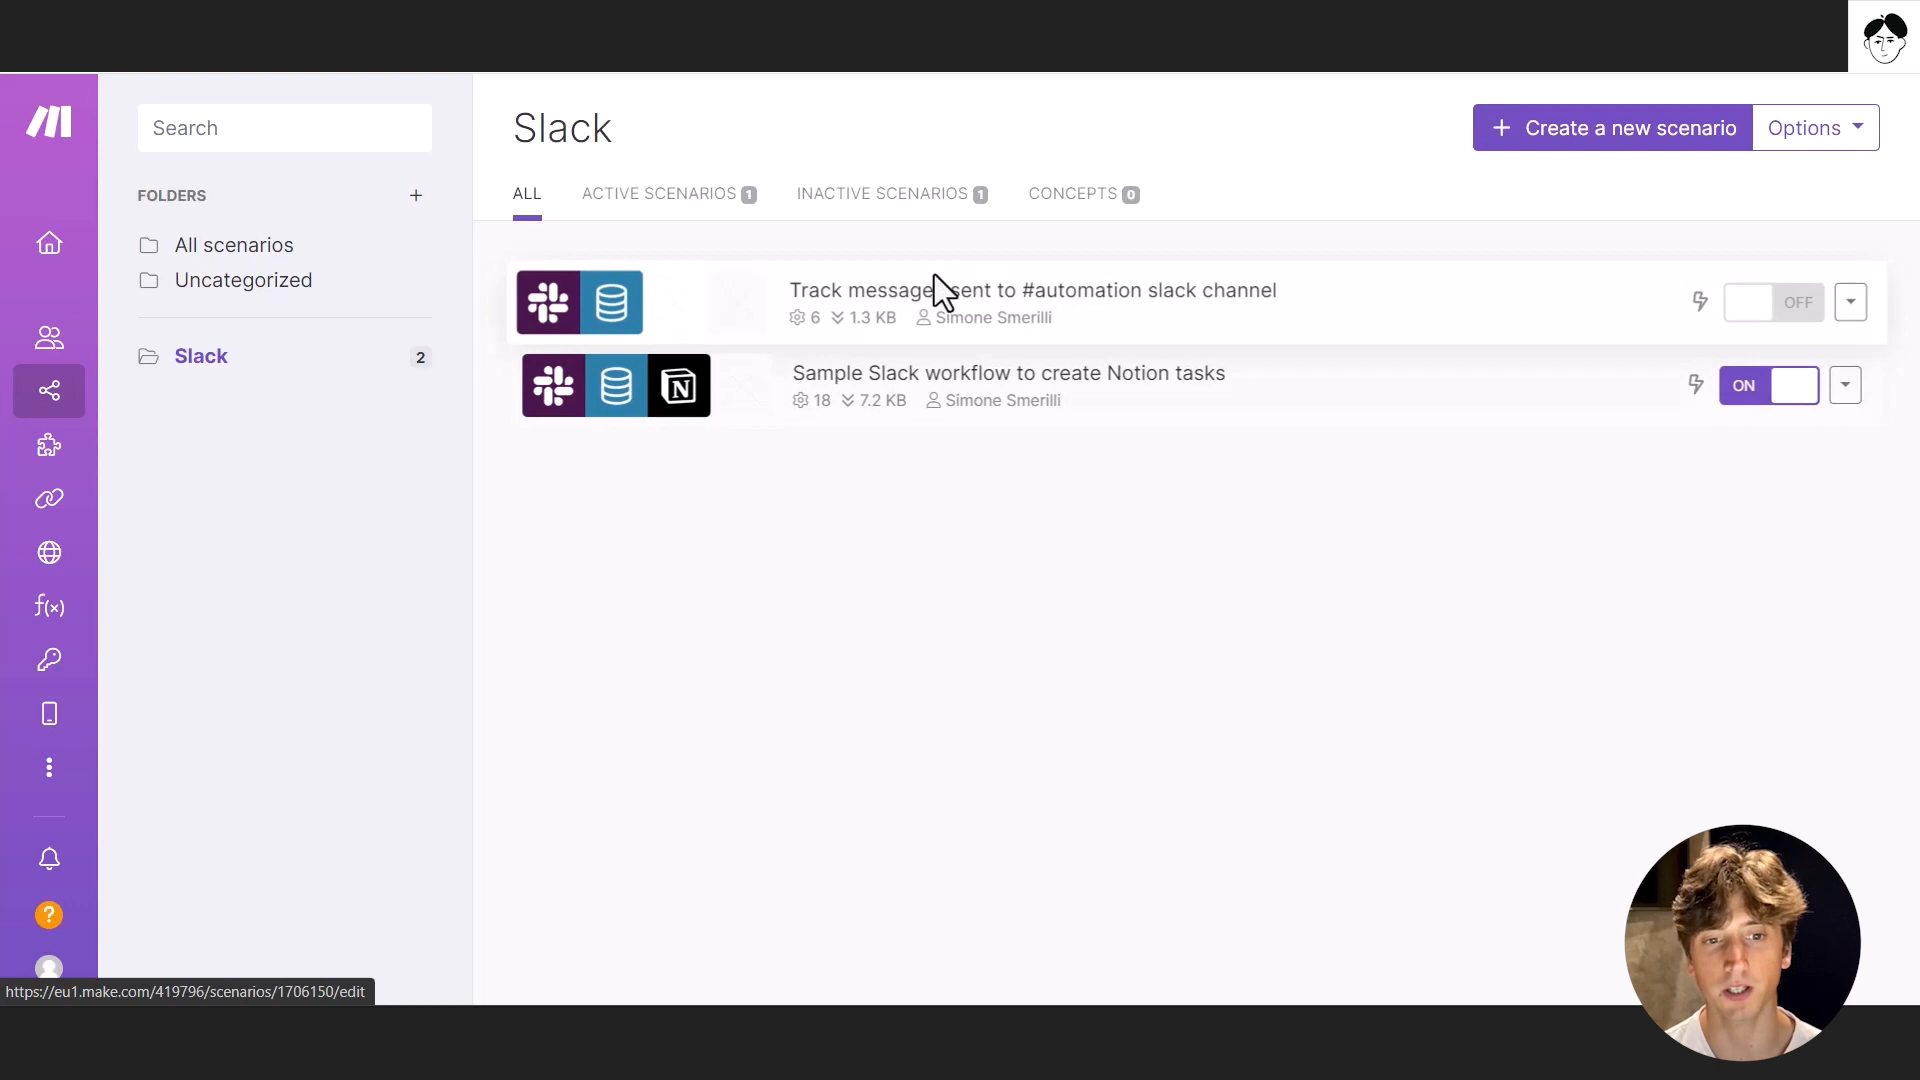 Search
FOLDERS +
All scenarios
Uncategorized
Slack 2
Slack
+ Create a new scenario
Options
ALL
ACTIVE SCENARIOS 1
INACTIVE SCENARIOS 1
CONCEPTS 0
Track message sent to #automation slack channel
6 1.3 KB Simone Smerilli
OFF
Sample Slack workflow to create Notion tasks
18 7.2 KB Simone Smerilli
ON
f(x)
?
https://eu1.make.com/419796/scenarios/1706150/edit